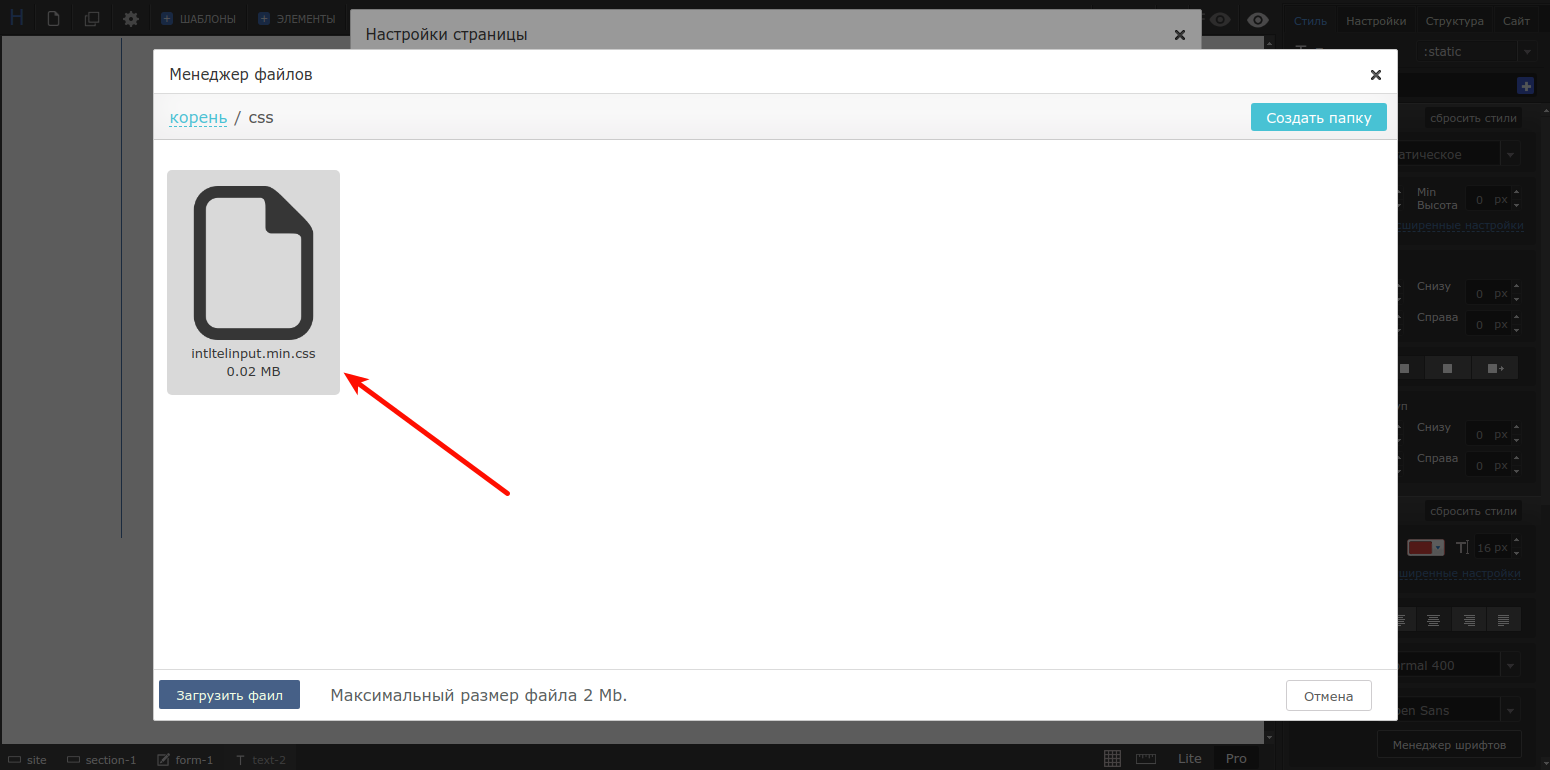 H
ШАБЛОНЫ
ЭЛЕМЕНТЫ
Настройки страницы
Стиль
Настройки
Структура
Сайт
:static
Менеджер файлов
корень / css
Создать папку
сбросить стили
атическое
Min
Высота
0 px
сширенные настройки
intltelinput.min.css
0.02 MB
Снизу
0 px
Справа
0 px
уп
Снизу
0 px
Справа
0 px
сбросить стили
16 px
ширенные настройки
rmal 400
en Sans
Загрузить фаил
Максимальный размер файла 2 Mb.
Отмена
Менеджер шрифтов
site
section-1
form-1
text-2
Lite
Pro